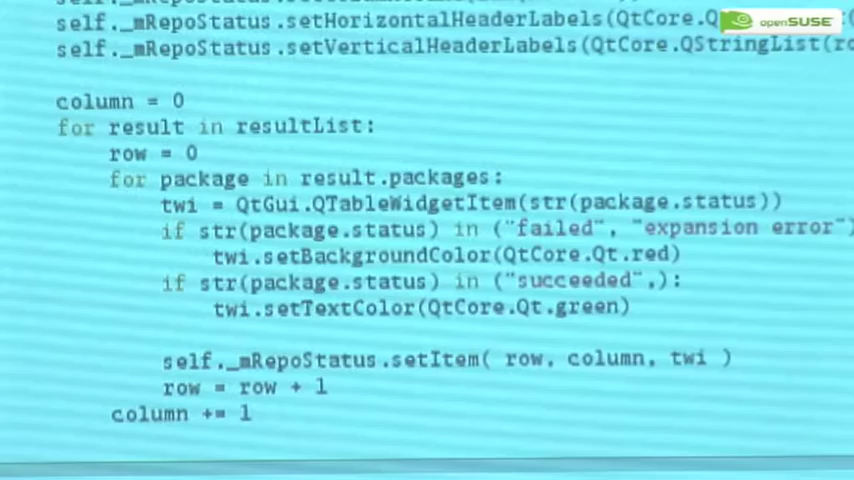 self._mRepoStatus.setHorizontalHeaderLabels(QtCore.Q
openSUSE
self._mRepoStatus.setVerticalHeaderLabels(QtCore.QStringList(ro
column = 0
for result in resultList:
row = 0
for package in result.packages:
twi = QtGui.QTableWidgetItem(str(package.status))
if str(package.status) in ("failed", "expansion error")
twi.setBackgroundColor(QtCore.Qt.red)
if str(package.status) in ("succeeded",):
twi.setTextColor(QtCore.Qt.green)
self._mRepoStatus.setItem( row, column, twi )
row = row + 1
column += 1